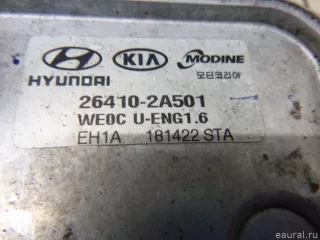 KIA MODINE
HYUNDAI 모딘코리아
26410-2A501
WE0C U-ENG1.6
EH1A 181422 STA
© eaural.ru